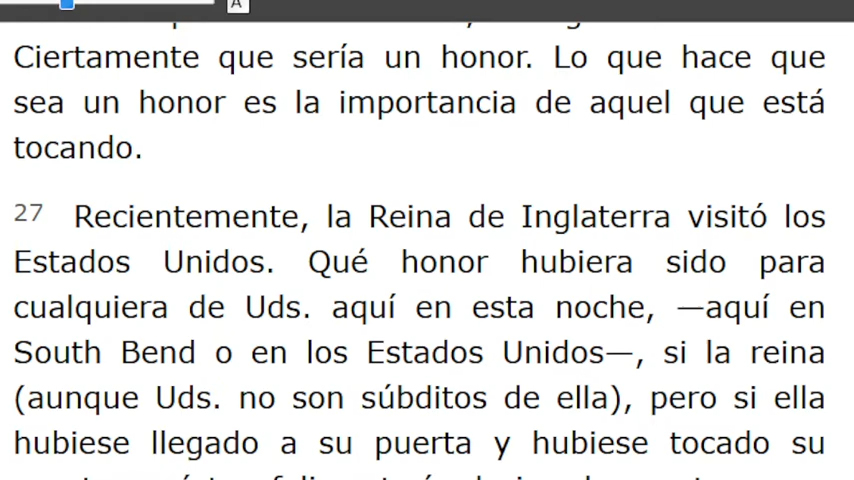 A
Ciertamente que sería un honor. Lo que hace que
sea un honor es la importancia de aquel que está
tocando.
27 Recientemente, la Reina de Inglaterra visitó los
Estados Unidos. Qué honor hubiera sido para
cualquiera de Uds. aquí en esta noche, —aquí en
South Bend o en los Estados Unidos—, si la reina
(aunque Uds. no son súbditos de ella), pero si ella
hubiese llegado a su puerta y hubiese tocado su